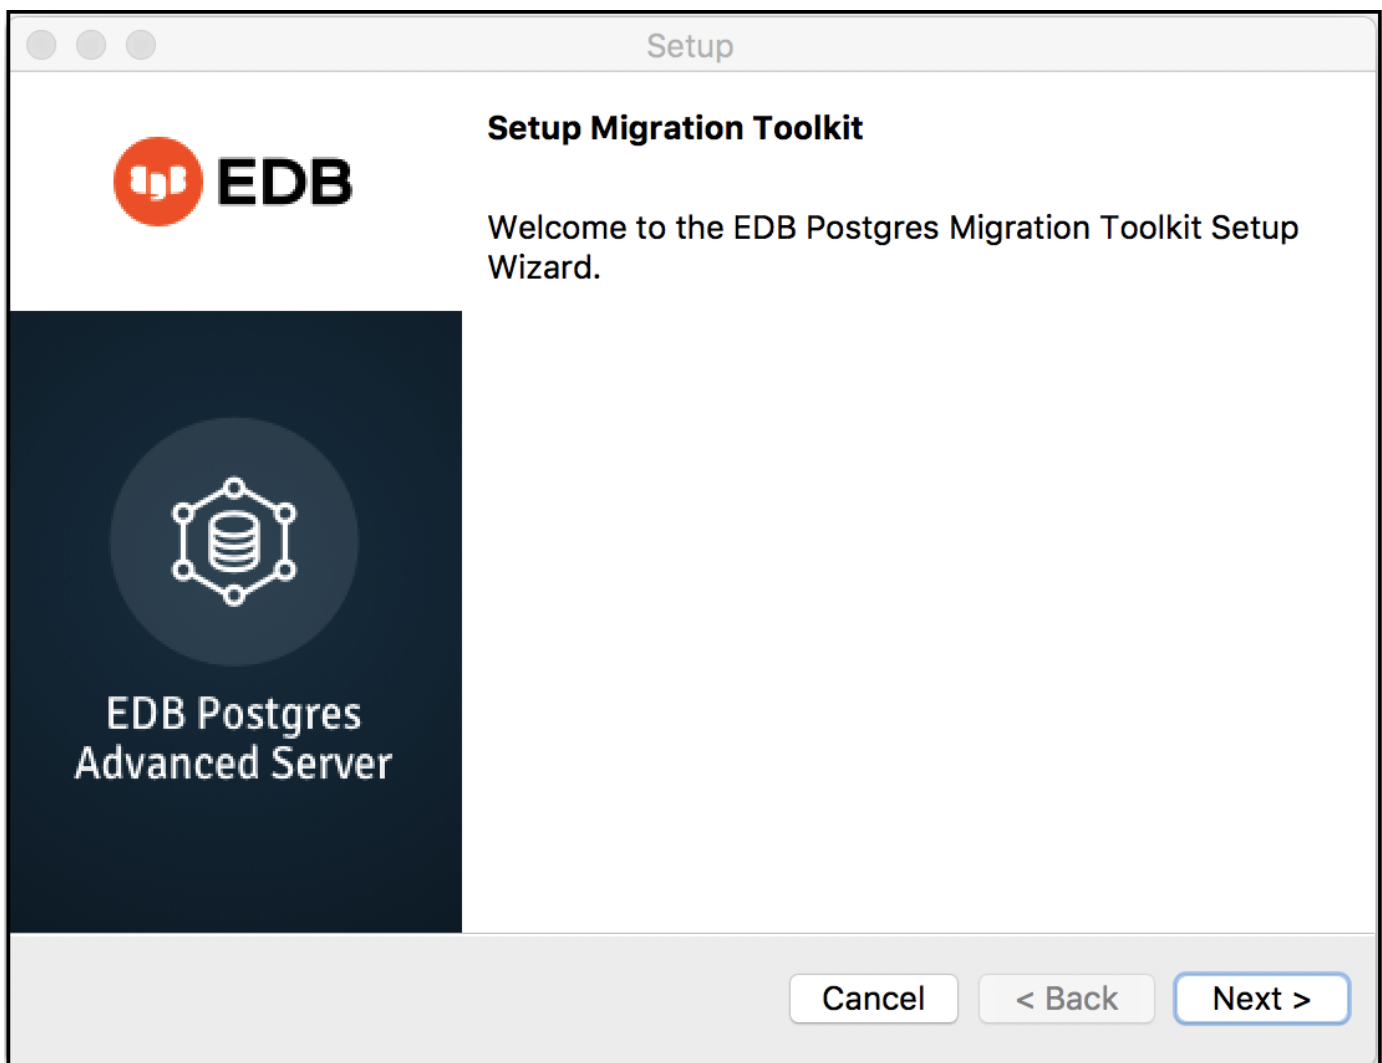 Setup
EDB
Setup Migration Toolkit
Welcome to the EDB Postgres Migration Toolkit Setup
Wizard.
EDB Postgres
Advanced Server
Cancel
< Back
Next >